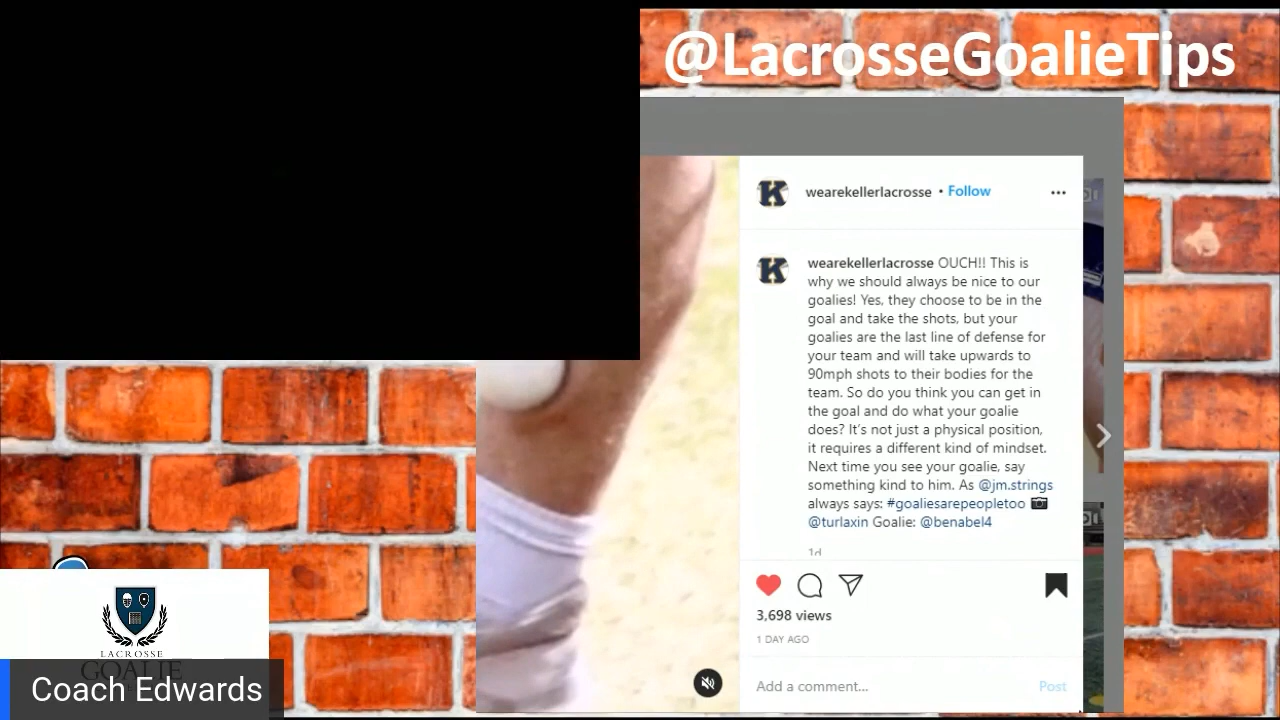 @LacrosseGoalieTips
K
wearekellerlacrosse • Follow
K
wearekellerlacrosse OUCH!! This is
why we should always be nice to our
goalies! Yes, they choose to be in the
goal and take the shots, but your
goalies are the last line of defense for
your team and will take upwards to
90mph shots to their bodies for the
team. So do you think you can get in
the goal and do what your goalie
does? It's not just a physical position,
it requires a different kind of mindset.
Next time you see your goalie, say
something kind to him. As @jm.strings
always says: #goaliesarepeopletoo 📷
@turlaxin Goalie: @benabel4
1d
3,698 views
1 DAY AGO
Add a comment... Post
LACROSSE
GOALIE
Coach Edwards